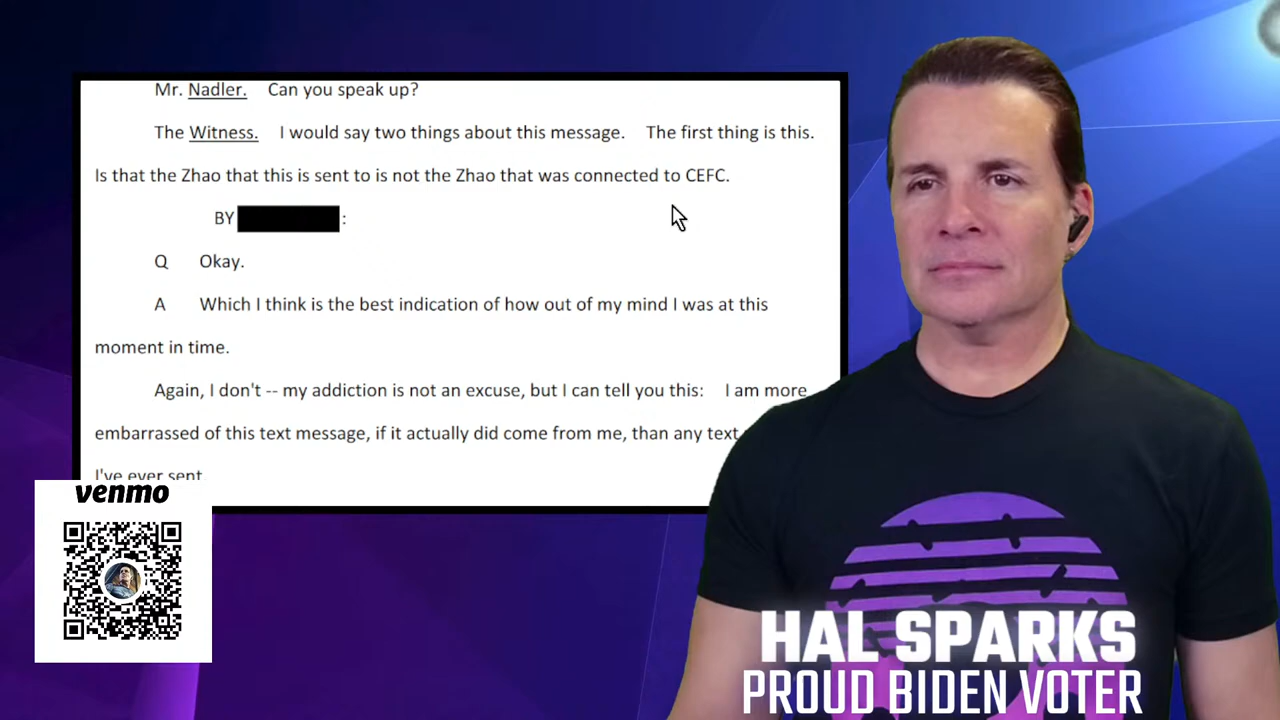 Mr. Nadler. Can you speak up?
The Witness. I would say two things about this message. The first thing is this.
Is that the Zhao that this is sent to is not the Zhao that was connected to CEFC.
BY :
Q Okay.
A Which I think is the best indication of how out of my mind I was at this
moment in time.
Again, I don't -- my addiction is not an excuse, but I can tell you this: I am more
embarrassed of this text message, if it actually did come from me, than any text
I've ever sent.
venmo
HAL SPARKS
PROUD BIDEN VOTER